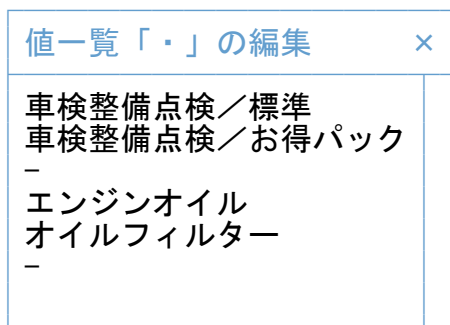 値一覧「・」の編集 ×
車検整備点検／標準
車検整備点検／お得パック
–
エンジンオイル
オイルフィルター
–